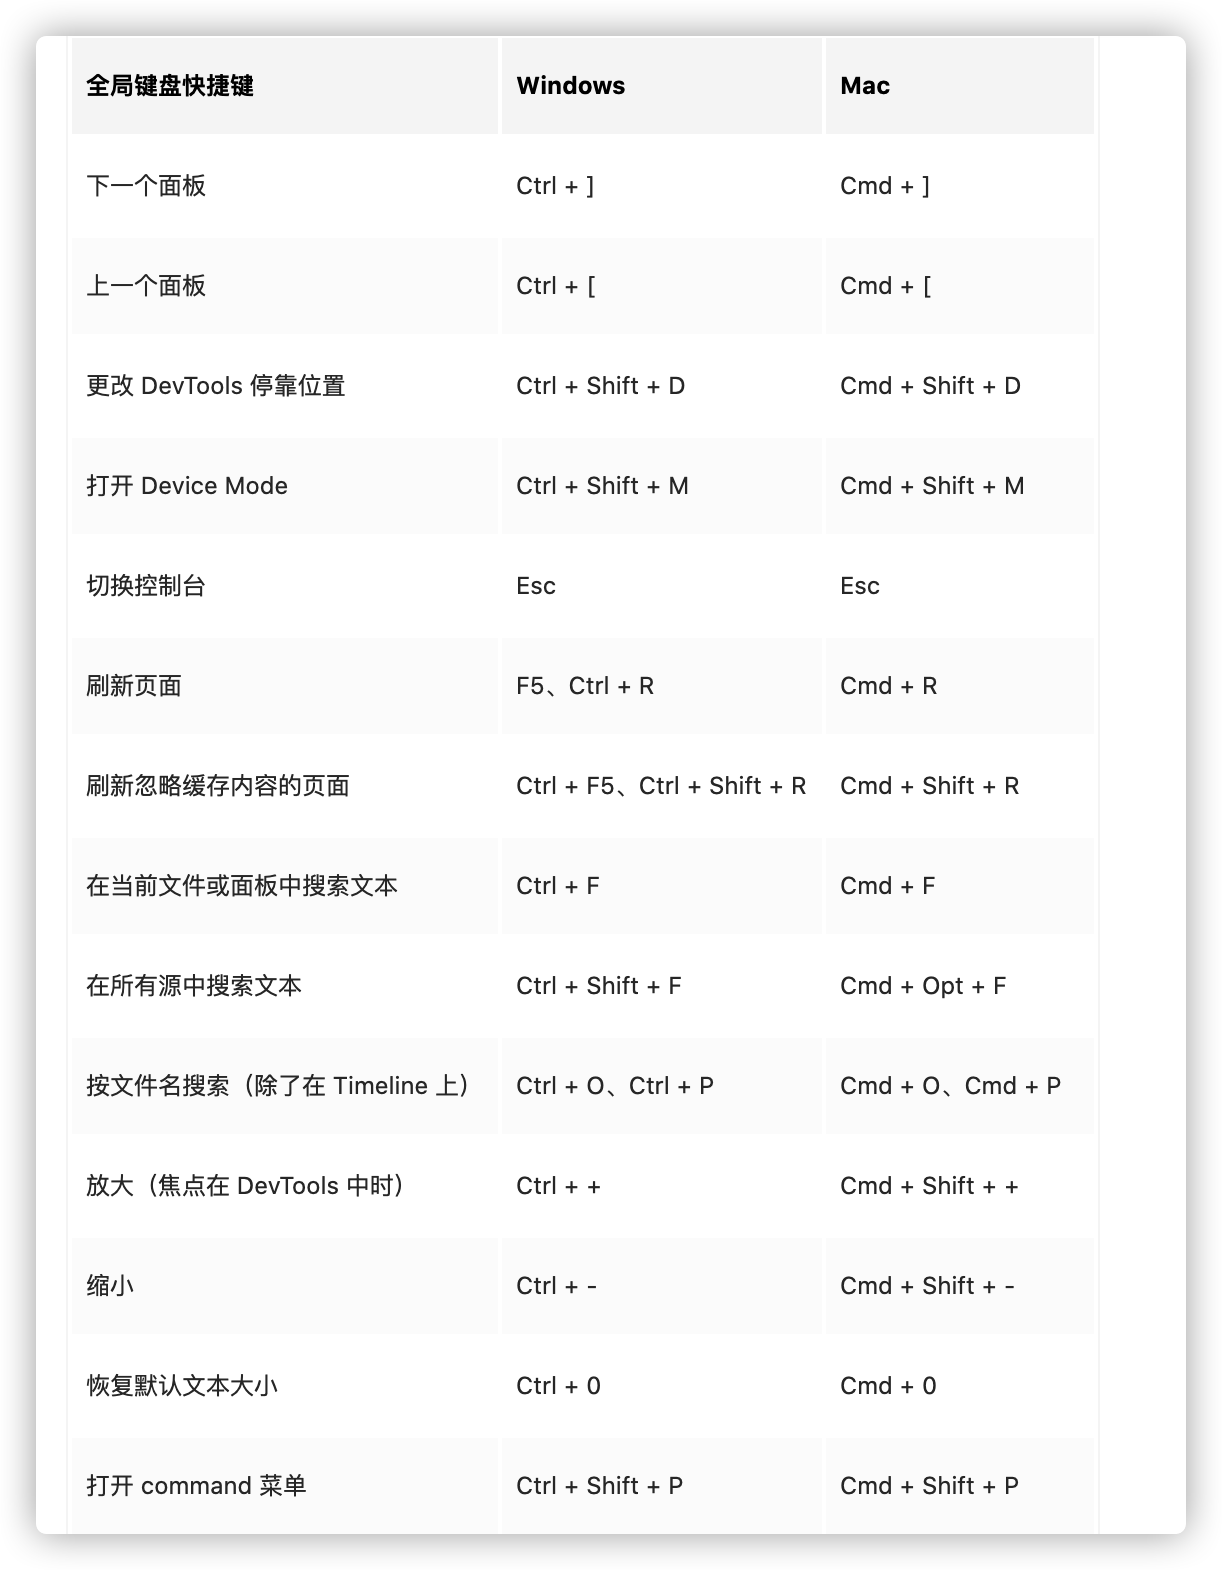 全局键盘快捷键 Windows Mac
下一个面板 Ctrl + ] Cmd + ]
上一个面板 Ctrl + [ Cmd + [
更改 DevTools 停靠位置 Ctrl + Shift + D Cmd + Shift + D
打开 Device Mode Ctrl + Shift + M Cmd + Shift + M
切换控制台 Esc Esc
刷新页面 F5、Ctrl + R Cmd + R
刷新忽略缓存内容的页面 Ctrl + F5、Ctrl + Shift + R Cmd + Shift + R
在当前文件或面板中搜索文本 Ctrl + F Cmd + F
在所有源中搜索文本 Ctrl + Shift + F Cmd + Opt + F
按文件名搜索（除了在 Timeline 上） Ctrl + O、Ctrl + P Cmd + O、Cmd + P
放大（焦点在 DevTools 中时） Ctrl + + Cmd + Shift + +
缩小 Ctrl + - Cmd + Shift + -
恢复默认文本大小 Ctrl + 0 Cmd + 0
打开 command 菜单 Ctrl + Shift + P Cmd + Shift + P